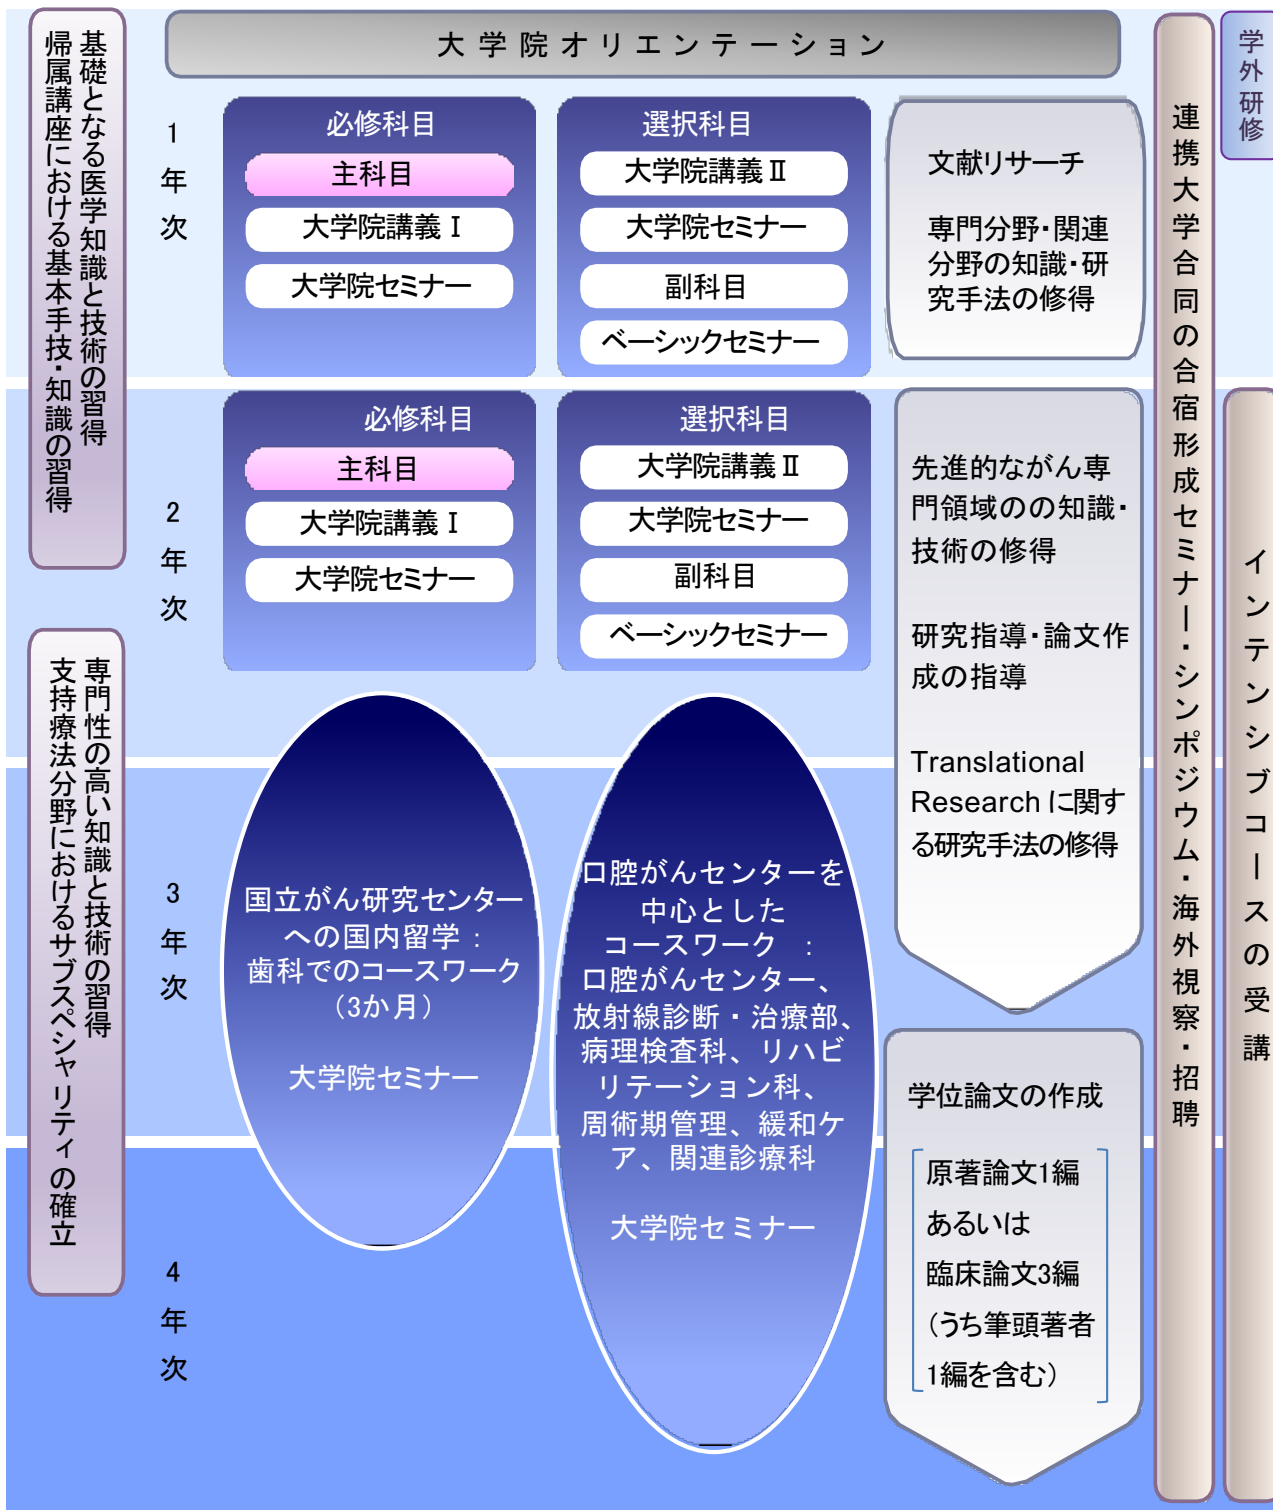 基礎となる医学知識と技術の習得
帰属講座における基本手技・知識の習得
専門性の高い知識と技術の習得
支持療法分野におけるサブスペシャリティの確立
大学院オリエンテーション
1年次
必修科目
主科目
大学院講義Ⅰ
大学院セミナー
選択科目
大学院講義Ⅱ
大学院セミナー
副科目
ベーシックセミナー
文献リサーチ
専門分野・関連
分野の知識・研
究手法の修得
2年次
必修科目
主科目
大学院講義Ⅰ
大学院セミナー
選択科目
大学院講義Ⅱ
大学院セミナー
副科目
ベーシックセミナー
先進的ながん専
門領域のの知識・
技術の修得
研究指導・論文作
成の指導
Translational
Research に関す
る研究手法の修得
3年次
国立がん研究センター
への国内留学：
歯科でのコースワーク
（3か月）
大学院セミナー
口腔がんセンターを
中心とした
コースワーク ：
口腔がんセンター、
放射線診断・治療部、
病理検査科、リハビ
リテーション科、
周術期管理、緩和ケ
ア、関連診療科
大学院セミナー
4年次
学位論文の作成
原著論文1編
あるいは
臨床論文3編
（うち筆頭著者
1編を含む）
連携大学合同の合宿形成セミナー・シンポジウム・海外視察・招聘
学外研修
インテンシブコースの受講